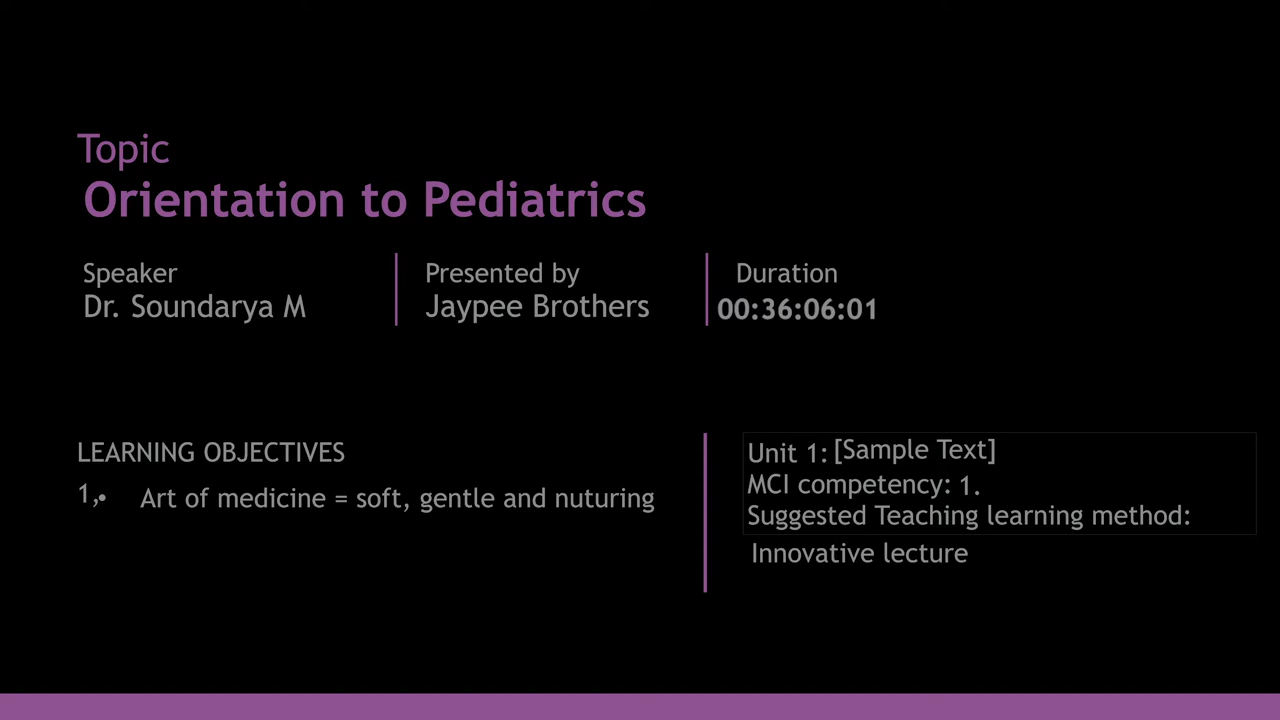 Topic
Orientation to Pediatrics
Speaker
Dr. Soundarya M
Presented by
Jaypee Brothers
Duration
00:36:06:01
LEARNING OBJECTIVES
1,• Art of medicine = soft, gentle and nuturing
Unit 1: [Sample Text]
MCI competency: 1.
Suggested Teaching learning method:
Innovative lecture